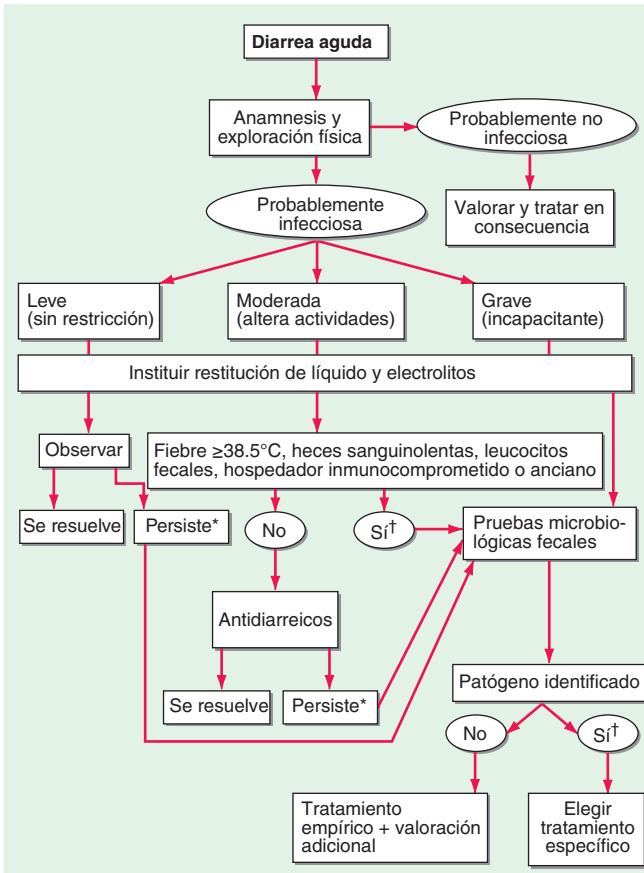 Diarrea aguda
Anamnesis y
exploración física
Probablemente no
infecciosa
Probablemente
infecciosa
Valorar y tratar en
consecuencia
Leve
(sin restricción)
Moderada
(altera actividades)
Grave
(incapacitante)
Instituir restitución de líquido y electrolitos
Observar
Fiebre ≥38.5°C, heces sanguinolentas, leucocitos
fecales, hospedador inmunocomprometido o anciano
Se resuelve
Persiste*
No
Sí†
Pruebas microbio-
lógicas fecales
Antidiarreicos
Se resuelve
Persiste*
Patógeno identificado
No
Sí†
Tratamiento
empírico + valoración
adicional
Elegir
tratamiento
específico